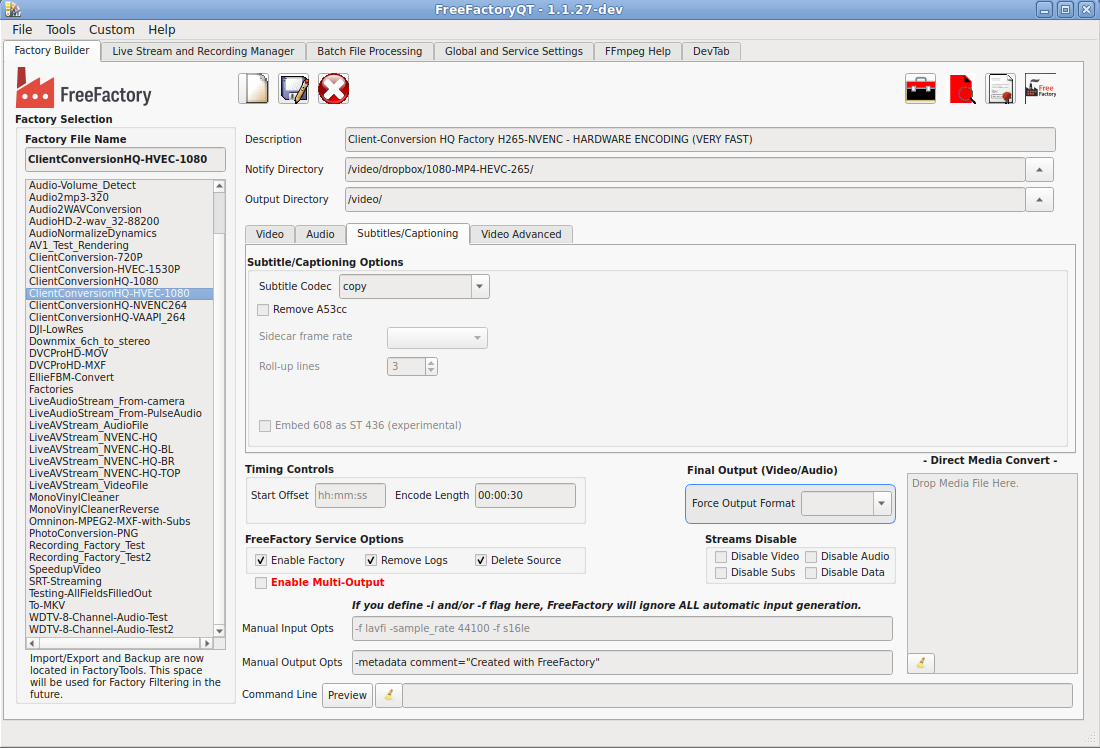 FreeFactoryQT - 1.1.27-dev
File Tools Custom Help
Factory Builder
Live Stream and Recording Manager
Batch File Processing
Global and Service Settings
FFmpeg Help
DevTab
FreeFactory
Free
Factory
Factory Selection
Factory File Name
ClientConversionHQ-HVEC-1080
Audio-Volume_Detect
Audio2mp3-320
Audio2WAVConversion
AudioHD-2-wav_32-88200
AudioNormalizeDynamics
AV1_Test_Rendering
ClientConversion-720P
ClientConversion-HVEC-1530P
ClientConversionHQ-1080
ClientConversionHQ-HVEC-1080
ClientConversionHQ-NVENC264
ClientConversionHQ-VAAPI_264
DJI-LowRes
Downmix_6ch_to_stereo
DVCProHD-MOV
DVCProHD-MXF
EllieFBM-Convert
Factories
LiveAudioStream_From-camera
LiveAudioStream_From-PulseAudio
LiveAVStream_AudioFile
LiveAVStream_NVENC-HQ
LiveAVStream_NVENC-HQ-BL
LiveAVStream_NVENC-HQ-BR
LiveAVStream_NVENC-HQ-TOP
LiveAVStream_VideoFile
MonoVinylCleaner
MonoVinylCleanerReverse
Omninon-MPEG2-MXF-with-Subs
PhotoConversion-PNG
Recording_Factory_Test
Recording_Factory_Test2
SpeedupVideo
SRT-Streaming
Testing-AllFieldsFilledOut
To-MKV
WDTV-8-Channel-Audio-Test
WDTV-8-Channel-Audio-Test2
Import/Export and Backup are now
located in FactoryTools. This space
will be used for Factory Filtering in the
future.
Description
Client-Conversion HQ Factory H265-NVENC - HARDWARE ENCODING (VERY FAST)
Notify Directory
/video/dropbox/1080-MP4-HEVC-265/
Output Directory
/video/
Video
Audio
Subtitles/Captioning
Video Advanced
Subtitle/Captioning Options
Subtitle Codec
copy
Remove A53cc
Sidecar frame rate
Roll-up lines
3
Embed 608 as ST 436 (experimental)
Timing Controls
Start Offset
hh:mm:ss
Encode Length
00:00:30
Final Output (Video/Audio)
Force Output Format
- Direct Media Convert -
Drop Media File Here.
FreeFactory Service Options
Enable Factory
Remove Logs
Delete Source
Enable Multi-Output
Streams Disable
Disable Video
Disable Audio
Disable Subs
Disable Data
If you define -i and/or -f flag here, FreeFactory will ignore ALL automatic input generation.
Manual Input Opts
-f lavfi -sample_rate 44100 -f s16le
Manual Output Opts
-metadata comment="Created with FreeFactory"
Command Line
Preview